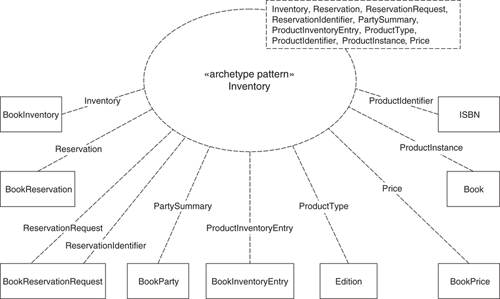 Inventory, Reservation, ReservationRequest,
ReservationIdentifier, PartySummary,
ProductInventoryEntry, ProductType,
ProductIdentifier, ProductInstance, Price
«archetype pattern»
Inventory
Inventory
ProductIdentifier
BookInventory
ISBN
Reservation
ProductInstance
BookReservation
Book
Price
PartySummary
ProductType
ReservationRequest
ProductInventoryEntry
ReservationIdentifier
BookReservationRequest
BookParty
BookInventoryEntry
Edition
BookPrice